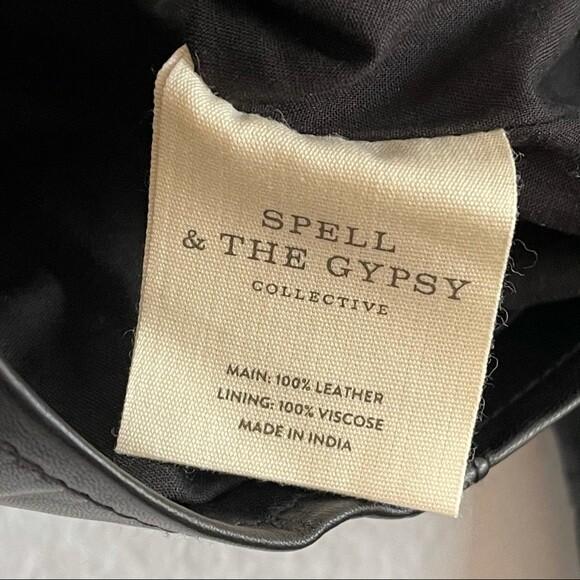 SPELL
& THE GYPSY
COLLECTIVE
MAIN: 100% LEATHER
LINING: 100% VISCOSE
MADE IN INDIA